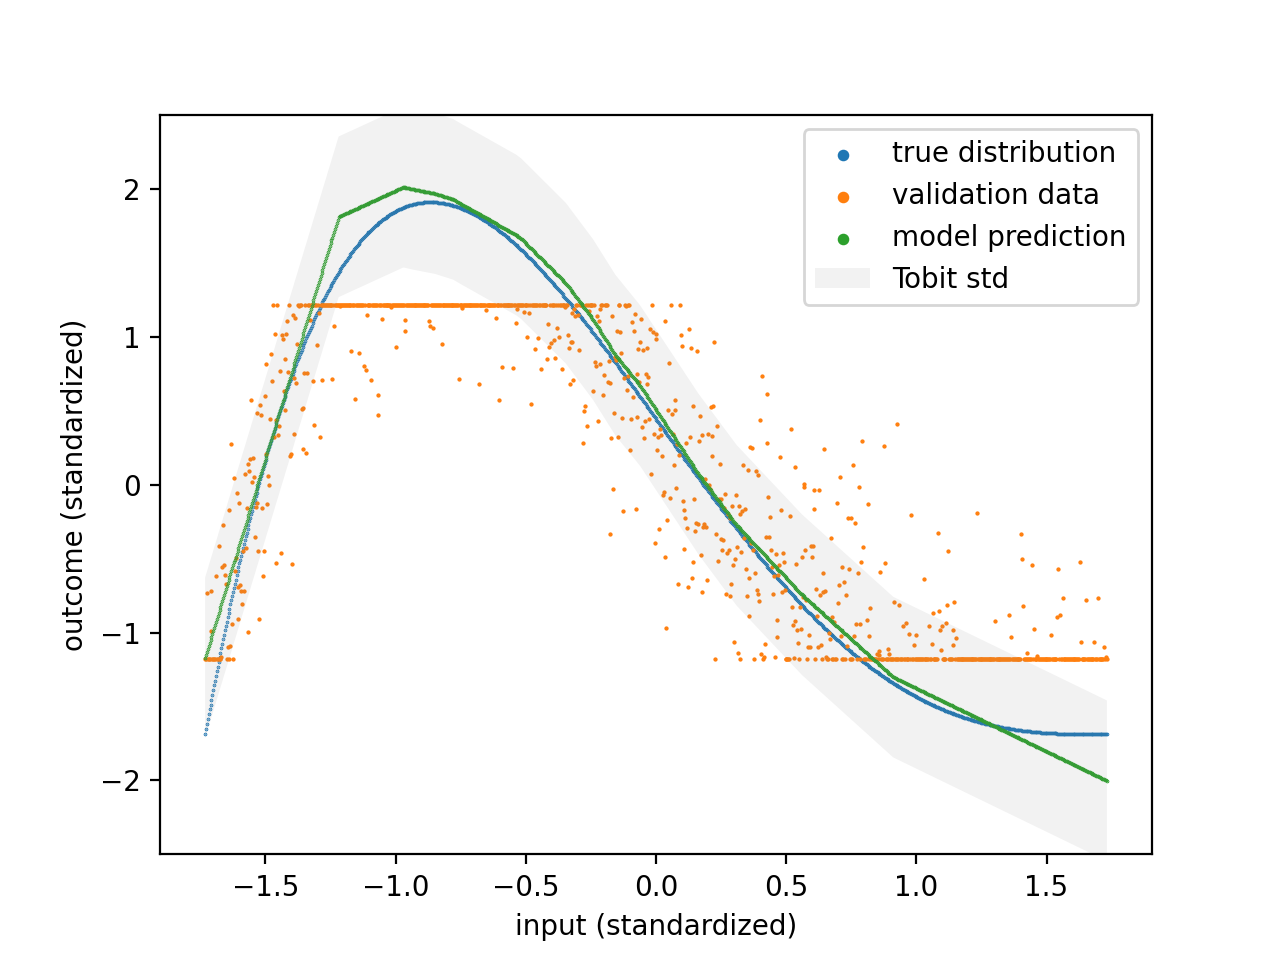 true distribution
validation data
model prediction
Tobit std
outcome (standardized)
2
1
0
−1
−2
−1.5 −1.0 −0.5 0.0 0.5 1.0 1.5
input (standardized)